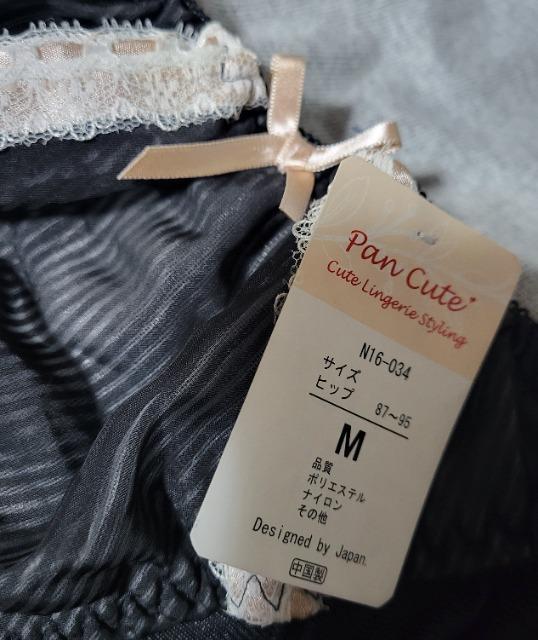 Pan Cute
Cute Lingerie Styling
N16-034
サイズ
ヒップ 87～95
M
品質
ポリエステル
ナイロン
その他
Designed by Japan.
中国製